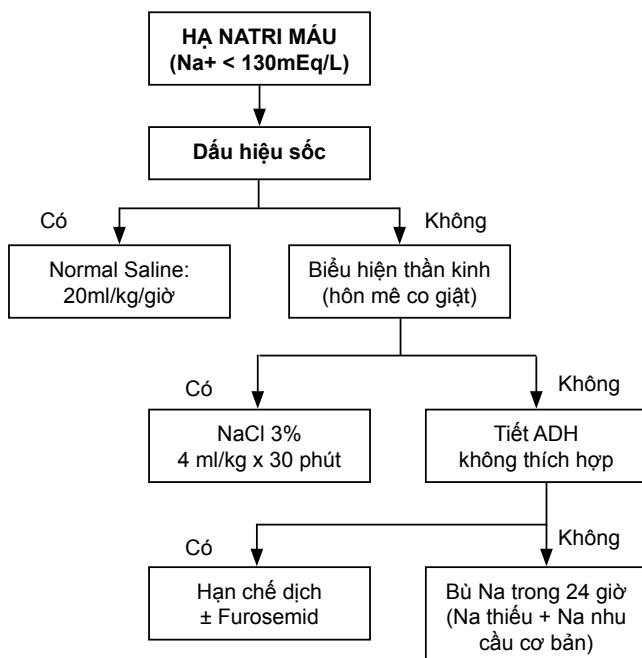 HẠ NATRI MÁU
(Na+ < 130mEq/L)
Dấu hiệu sốc
Có
Không
Normal Saline:
20ml/kg/giờ
Biểu hiện thần kinh
(hôn mê co giật)
Có
Không
NaCl 3%
4 ml/kg x 30 phút
Tiết ADH
không thích hợp
Có
Không
Hạn chế dịch
± Furosemid
Bù Na trong 24 giờ
(Na thiếu + Na nhu
cầu cơ bản)